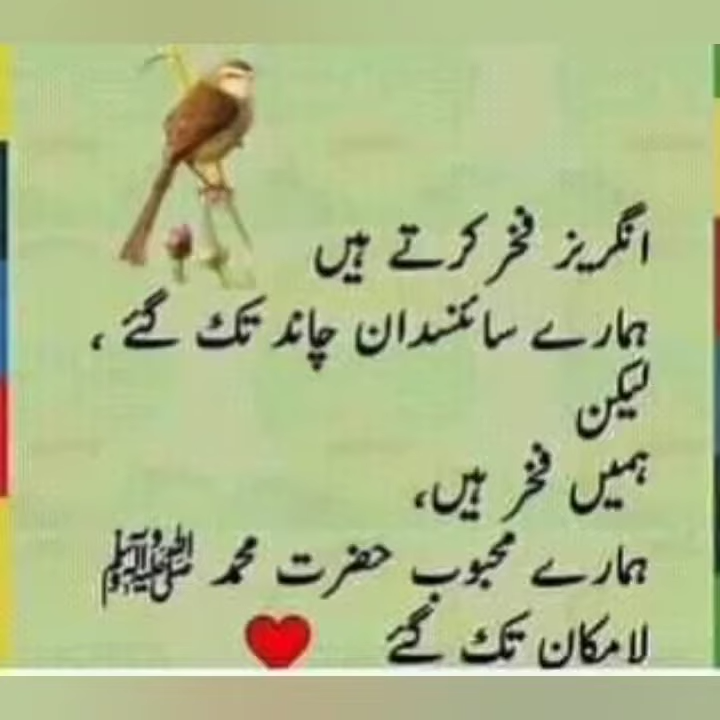 انگریز فخر کرتے ہیں
ہمارے سائنسدان چاند تک گئے ،
لیکن
ہمیں فخر ہیں،
ہمارے محبوب حضرت محمد ﷺ
لامکان تک گئے